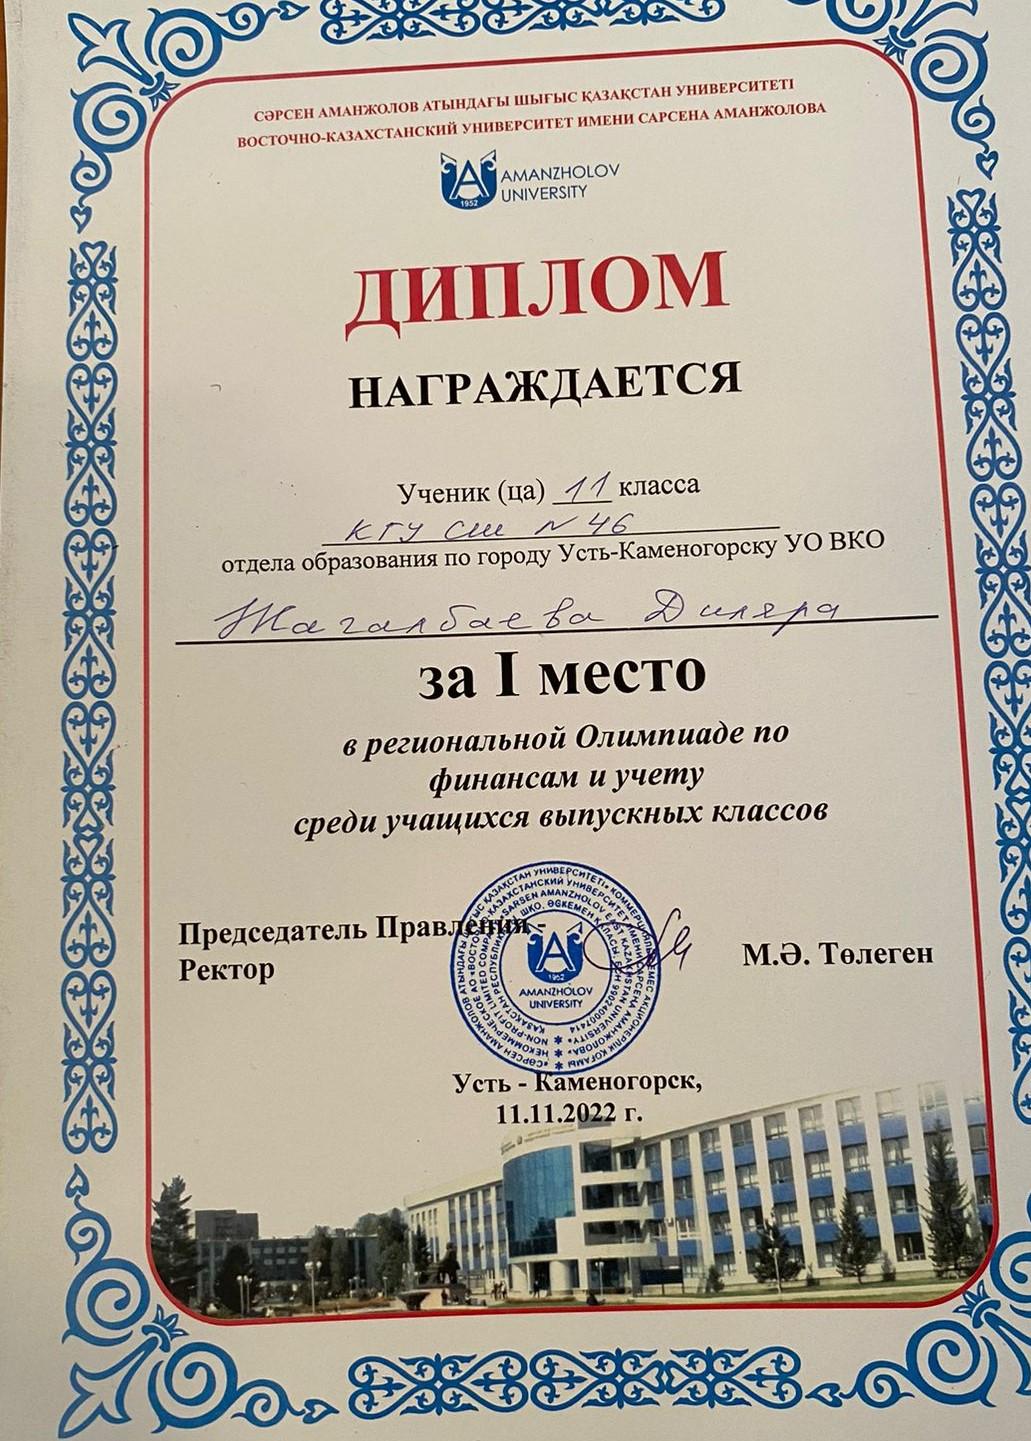 СӘРСЕН АМАНЖОЛОВ АТЫНДАҒЫ ШЫҒЫС ҚАЗАҚСТАН УНИВЕРСИТЕТІ
ВОСТОЧНО-КАЗАХСТАНСКИЙ УНИВЕРСИТЕТ ИМЕНИ САРСЕНА АМАНЖОЛОВА
AMANZHOLOV
UNIVERSITY
1952
ДИПЛОМ
НАГРАЖДАЕТСЯ
Ученик (ца) 11 класса
КГУ СШ N 46
отдела образования по городу Усть-Каменогорску УО ВКО
Жагалбаева Диляра
за I место
в региональной Олимпиаде по
финансам и учету
среди учащихся выпускных классов
Председатель Правления -
Ректор
М.Ә. Төлеген
1952
AMANZHOLOV
UNIVERSITY
Усть - Каменогорск,
11.11.2022 г.